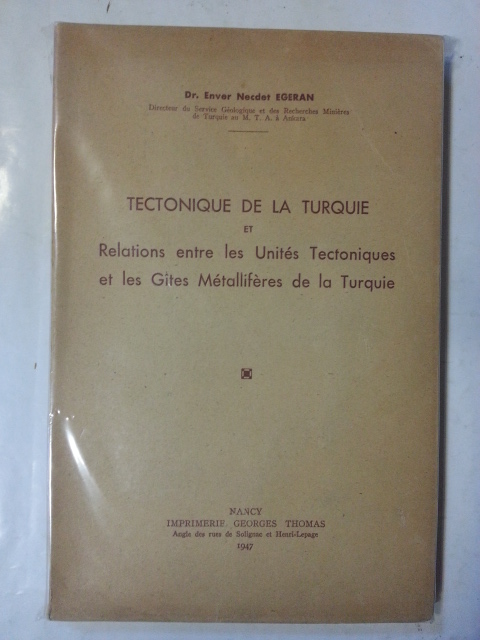 Dr. Enver Necdet EGERAN
Directeur du Service Géologique et des Recherches Minières
de Turquie au M. T. A. à Ankara
TECTONIQUE DE LA TURQUIE
ET
Relations entre les Unités Tectoniques
et les Gites Métallifères de la Turquie
NANCY
IMPRIMERIE GEORGES THOMAS
Angle des rues de Solignac et Henri-Lepage
1947